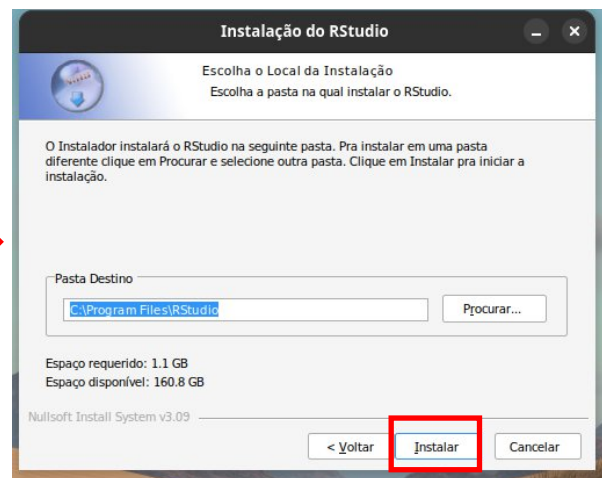 Instalação do RStudio
Escolha o Local da Instalação
Escolha a pasta na qual instalar o RStudio.
O Instalador instalará o RStudio na seguinte pasta. Pra instalar em uma pasta
diferente clique em Procurar e selecione outra pasta. Clique em Instalar pra iniciar a
instalação.
Pasta Destino
C:\Program Files\RStudio
Procurar...
Espaço requerido: 1.1 GB
Espaço disponível: 160.8 GB
Nullsoft Install System v3.09
< Voltar Instalar Cancelar